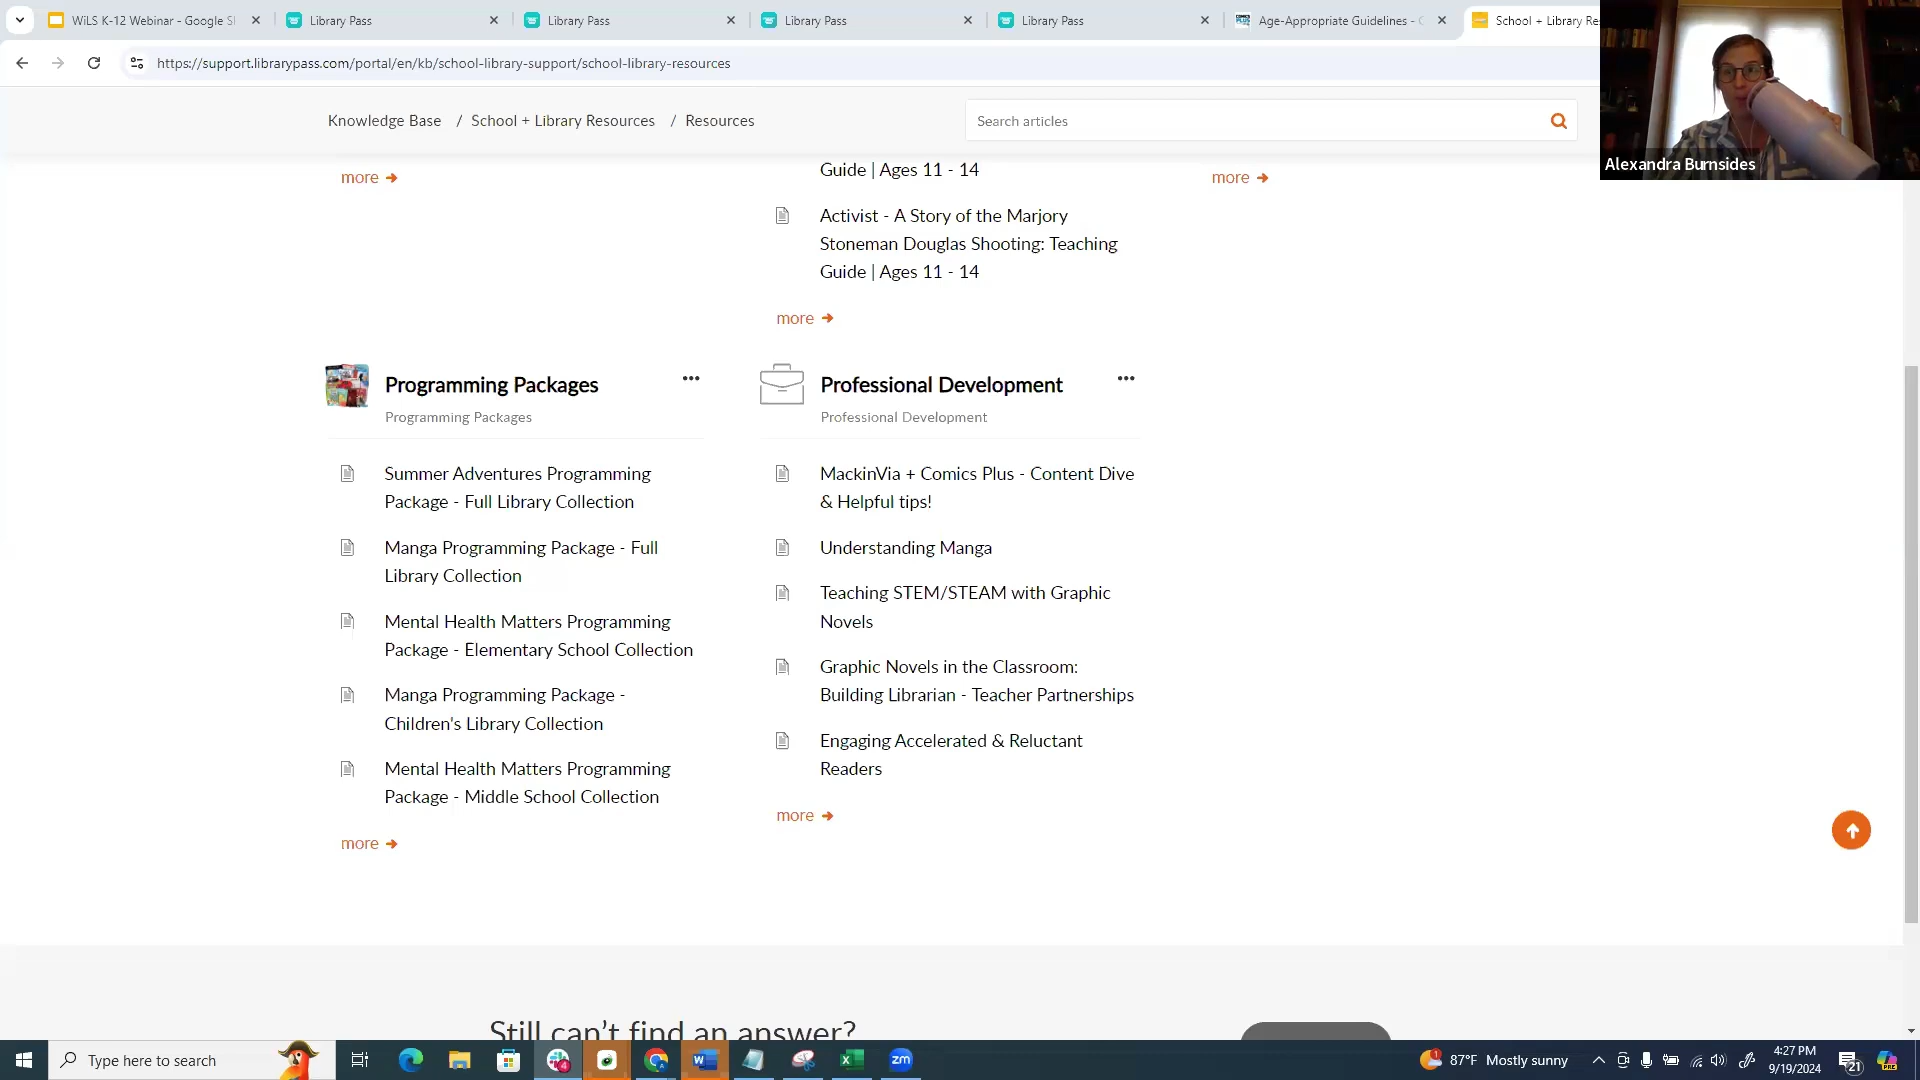 WiLS K-12 Webinar - Google Sl
Library Pass
Library Pass
Library Pass
Library Pass
Age-Appropriate Guidelines - C
School + Library Re
https://support.librarypass.com/portal/en/kb/school-library-support/school-library-resources
Alexandra Burnsides
Knowledge Base / School + Library Resources / Resources
Search articles
more
Guide | Ages 11 - 14
more
Activist - A Story of the Marjory
Stoneman Douglas Shooting: Teaching
Guide | Ages 11 - 14
more
Programming Packages
Programming Packages
Summer Adventures Programming
Package - Full Library Collection
Manga Programming Package - Full
Library Collection
Mental Health Matters Programming
Package - Elementary School Collection
Manga Programming Package -
Children's Library Collection
Mental Health Matters Programming
Package - Middle School Collection
more
Professional Development
Professional Development
MackinVia + Comics Plus - Content Dive
& Helpful tips!
Understanding Manga
Teaching STEM/STEAM with Graphic
Novels
Graphic Novels in the Classroom:
Building Librarian - Teacher Partnerships
Engaging Accelerated & Reluctant
Readers
more
Still can't find an answer?
Type here to search
87°F Mostly sunny
4:27 PM
9/19/2024
21